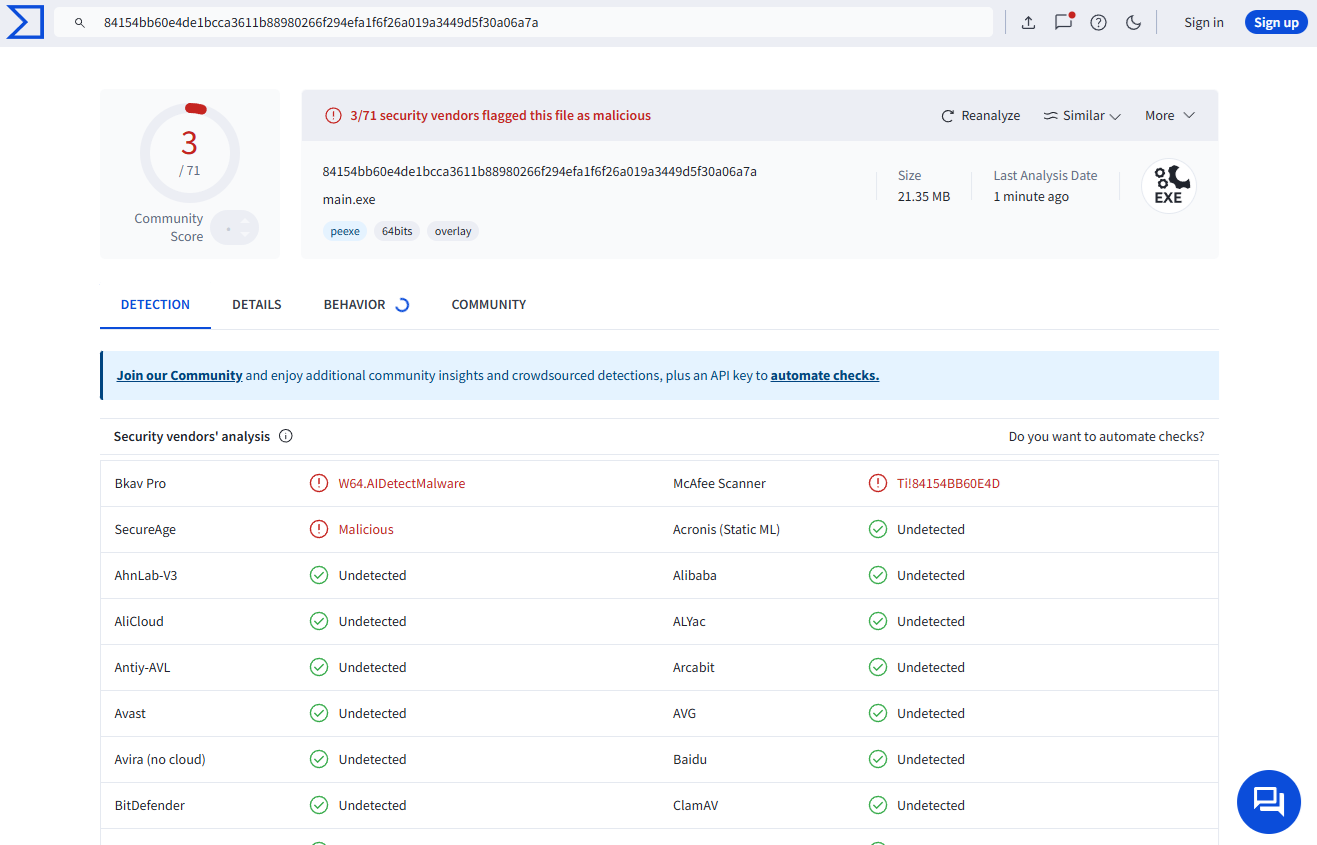 84154bb60e4de1bcca3611b88980266f294efa1f6f26a019a3449d5f30a06a7a
Sign in
Sign up
3
/ 71
Community
Score
3/71 security vendors flagged this file as malicious
Reanalyze
Similar
More
84154bb60e4de1bcca3611b88980266f294efa1f6f26a019a3449d5f30a06a7a
main.exe
peexe
64bits
overlay
Size
21.35 MB
Last Analysis Date
1 minute ago
EXE
DETECTION
DETAILS
BEHAVIOR
COMMUNITY
Join our Community and enjoy additional community insights and crowdsourced detections, plus an API key to automate checks.
Security vendors' analysis
Do you want to automate checks?
Bkav Pro
W64.AIDetectMalware
McAfee Scanner
Ti!84154BB60E4D
SecureAge
Malicious
Acronis (Static ML)
Undetected
AhnLab-V3
Undetected
Alibaba
Undetected
AliCloud
Undetected
ALYac
Undetected
Antiy-AVL
Undetected
Arcabit
Undetected
Avast
Undetected
AVG
Undetected
Avira (no cloud)
Undetected
Baidu
Undetected
BitDefender
Undetected
ClamAV
Undetected